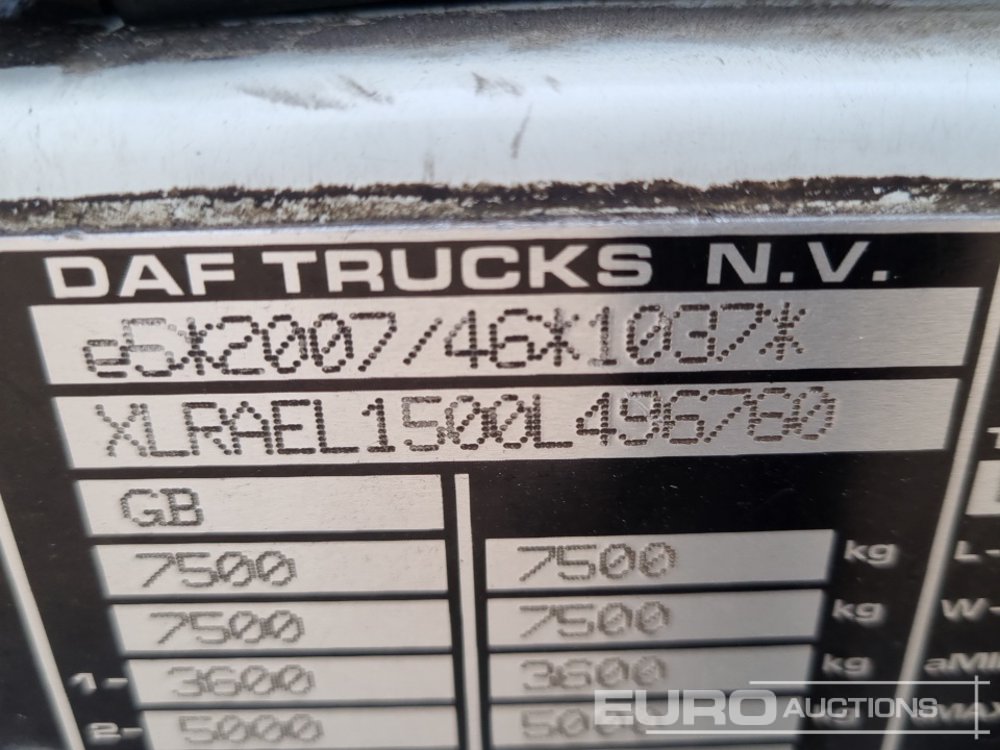 DAF TRUCKS N.V.
e5*2007/46*1037*
XLRAEL1500L496780
GB
7500 7500 kg L-
7500 7500 kg W-
1- 3600 3600 kg
2- 5000
EURO AUCTIONS